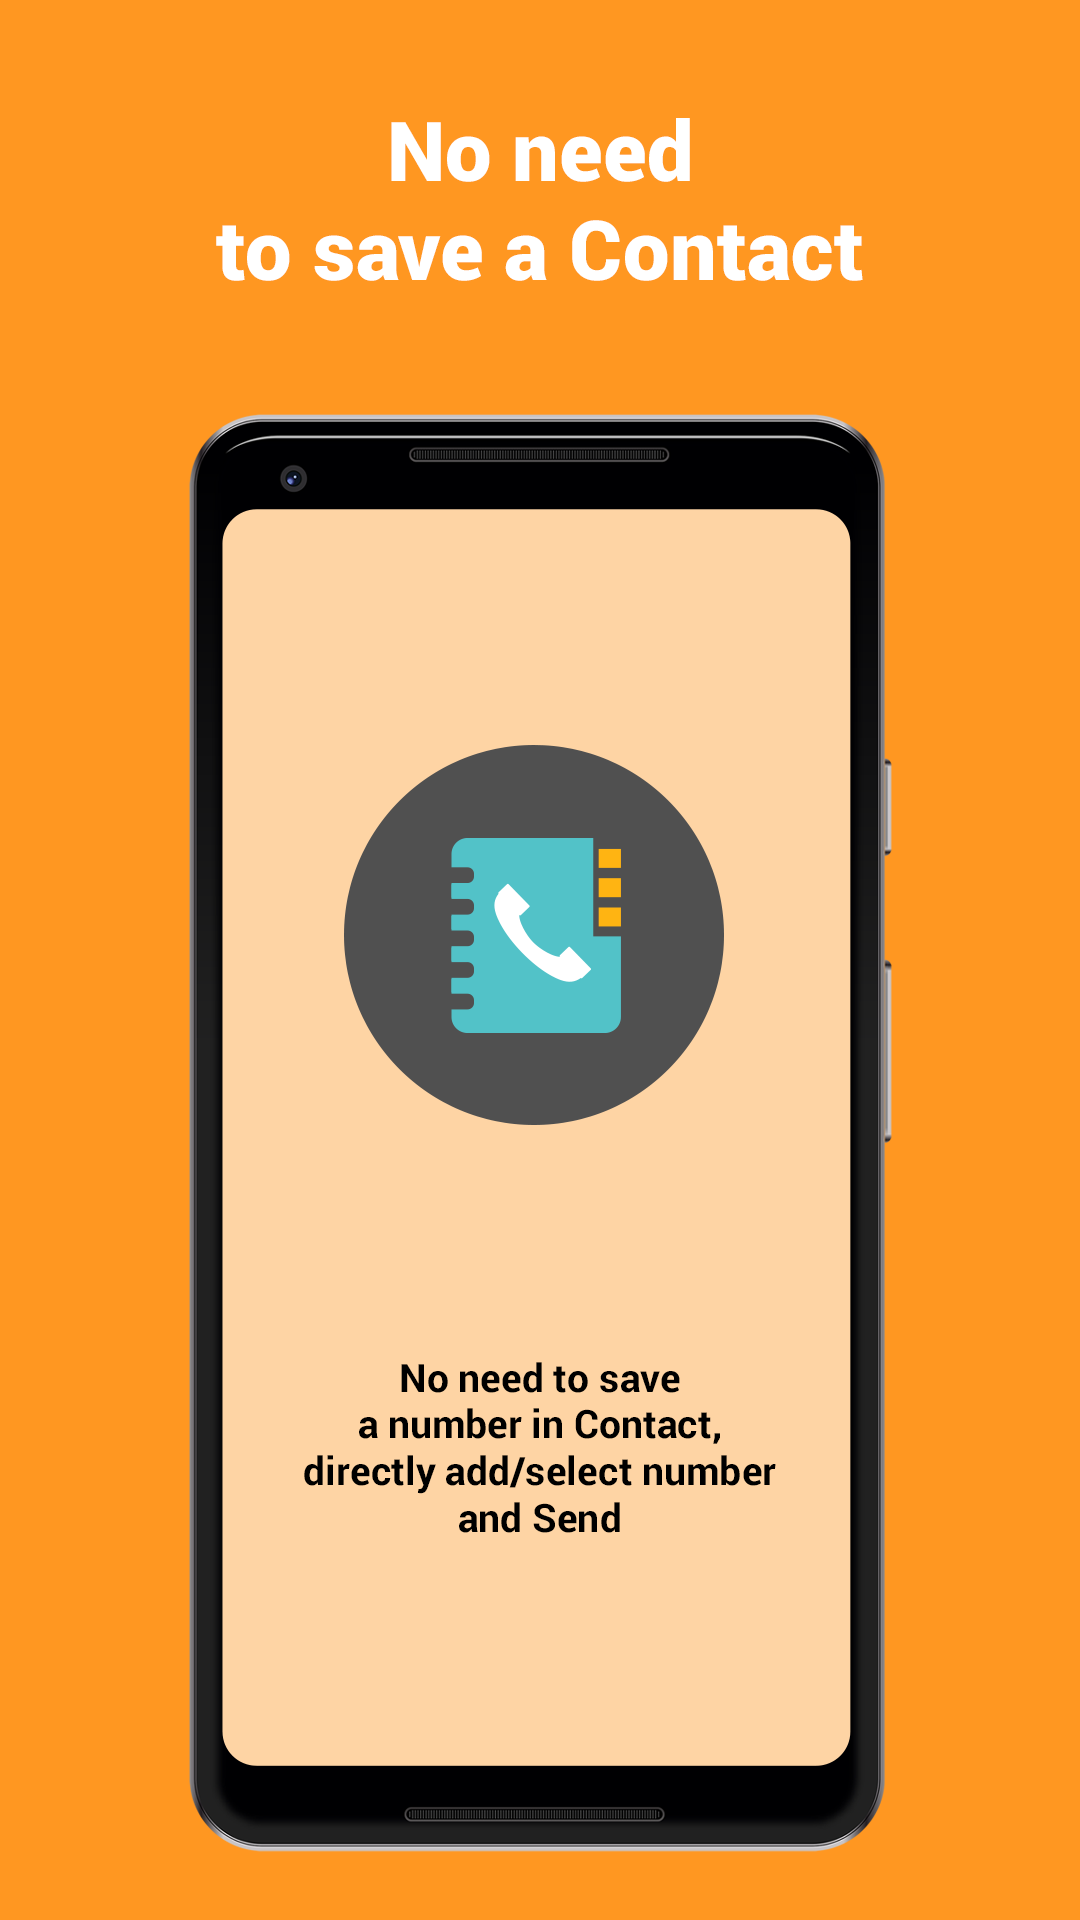 No need
to save a Contact
No need to save
a number in Contact,
directly add/select number
and Send